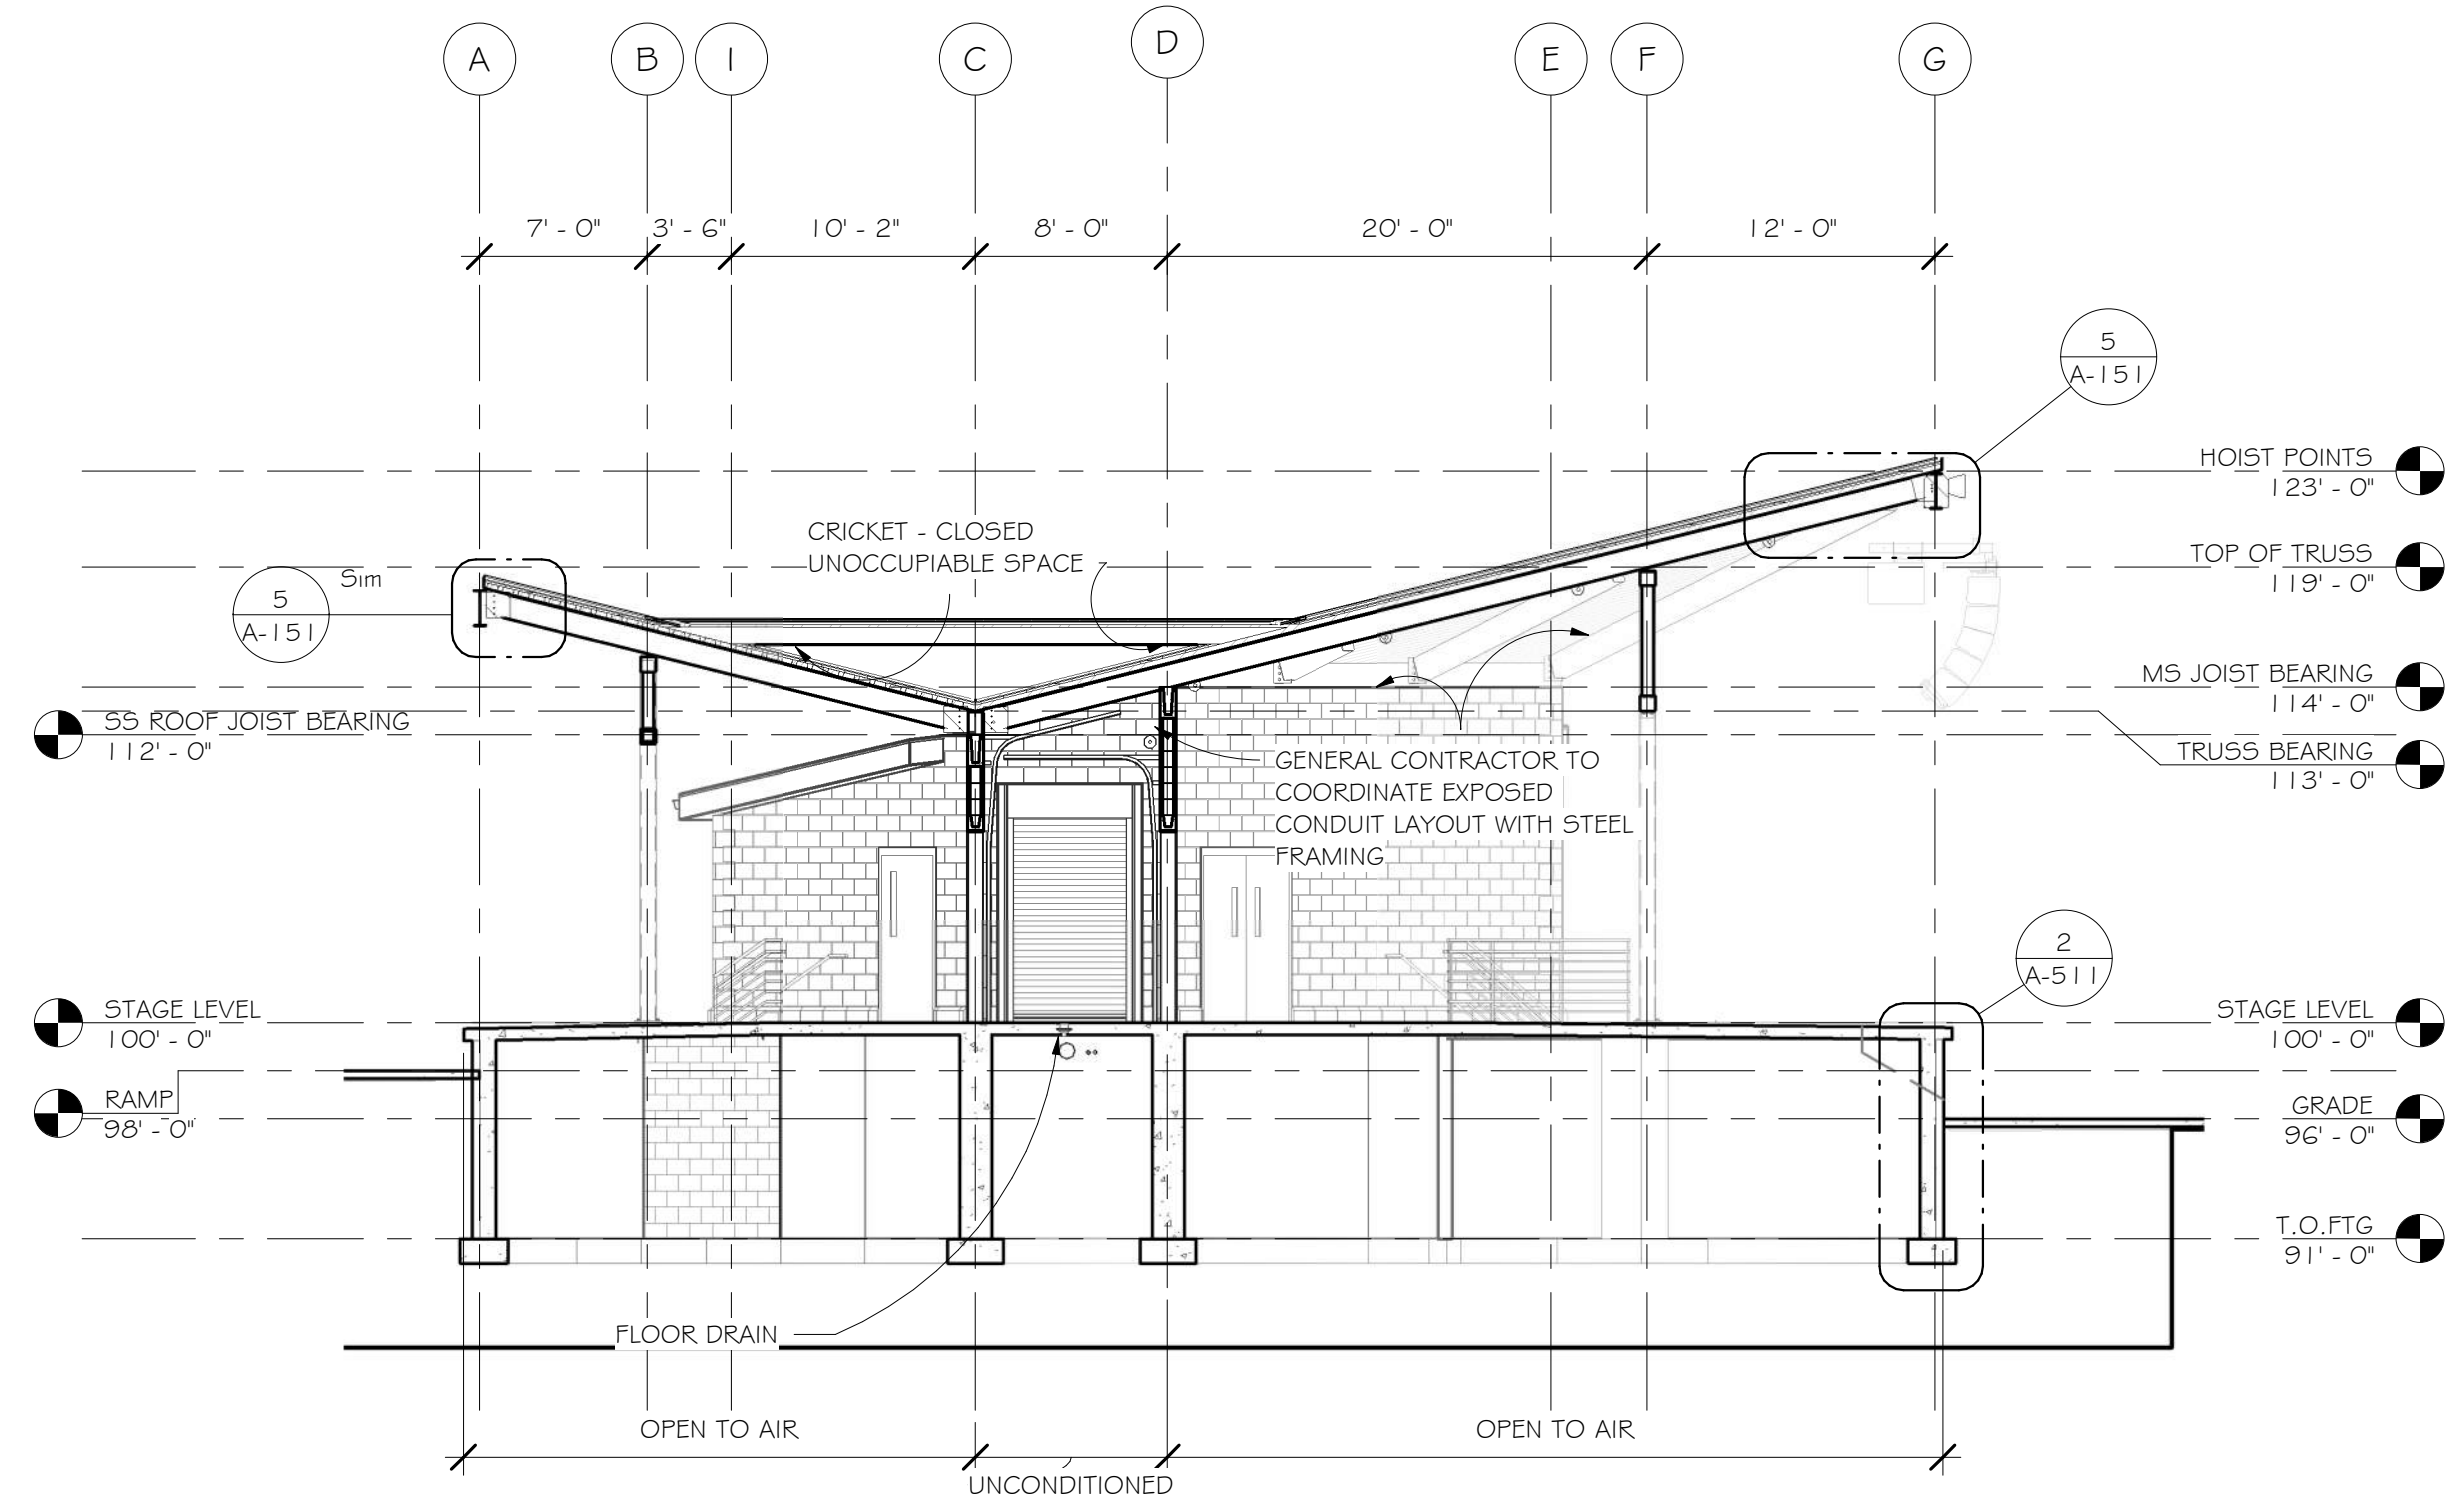 A
B
I
C
D
E
F
G
7' - 0"
3' - 6"
10' - 2"
8' - 0"
20' - 0"
12' - 0"
5
A-151
HOIST POINTS
123' - 0"
CRICKET - CLOSED
UNOCCUPIABLE SPACE
TOP OF TRUSS
119' - 0"
Sim
5
A-151
MS JOIST BEARING
114' - 0"
SS ROOF JOIST BEARING
112' - 0"
TRUSS BEARING
113' - 0"
GENERAL CONTRACTOR TO
COORDINATE EXPOSED
CONDUIT LAYOUT WITH STEEL
FRAMING
2
A-511
STAGE LEVEL
100' - 0"
STAGE LEVEL
100' - 0"
RAMP
98' - 0"
GRADE
96' - 0"
T.O.FTG
91' - 0"
FLOOR DRAIN
OPEN TO AIR
OPEN TO AIR
UNCONDITIONED